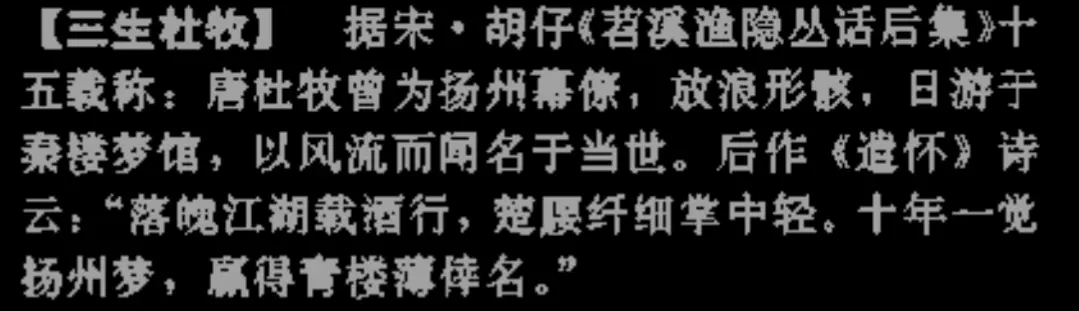 【三生杜牧】 据宋·胡仔《苕溪渔隐丛话后集》十
五载称：唐杜牧曾为扬州幕僚，放浪形骸，日游于
秦楼梦馆，以风流而闻名于当世。后作《遣怀》诗
云：“落魄江湖载酒行，楚腰纤细掌中轻。十年一觉
扬州梦，赢得青楼薄倖名。”